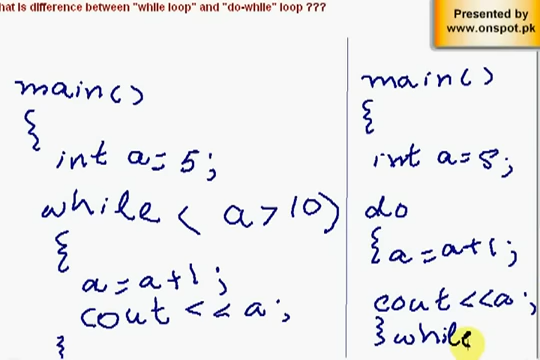 hat is difference between "while loop" and "do-while" loop ???
Presented by
www.onspot.pk
main()
{
int a=5;
while ( a>10)
{
a=a+1;
cout <<a;
}
main()
{
int a=5;
do
{a=a+1;
cout <<a;
} while